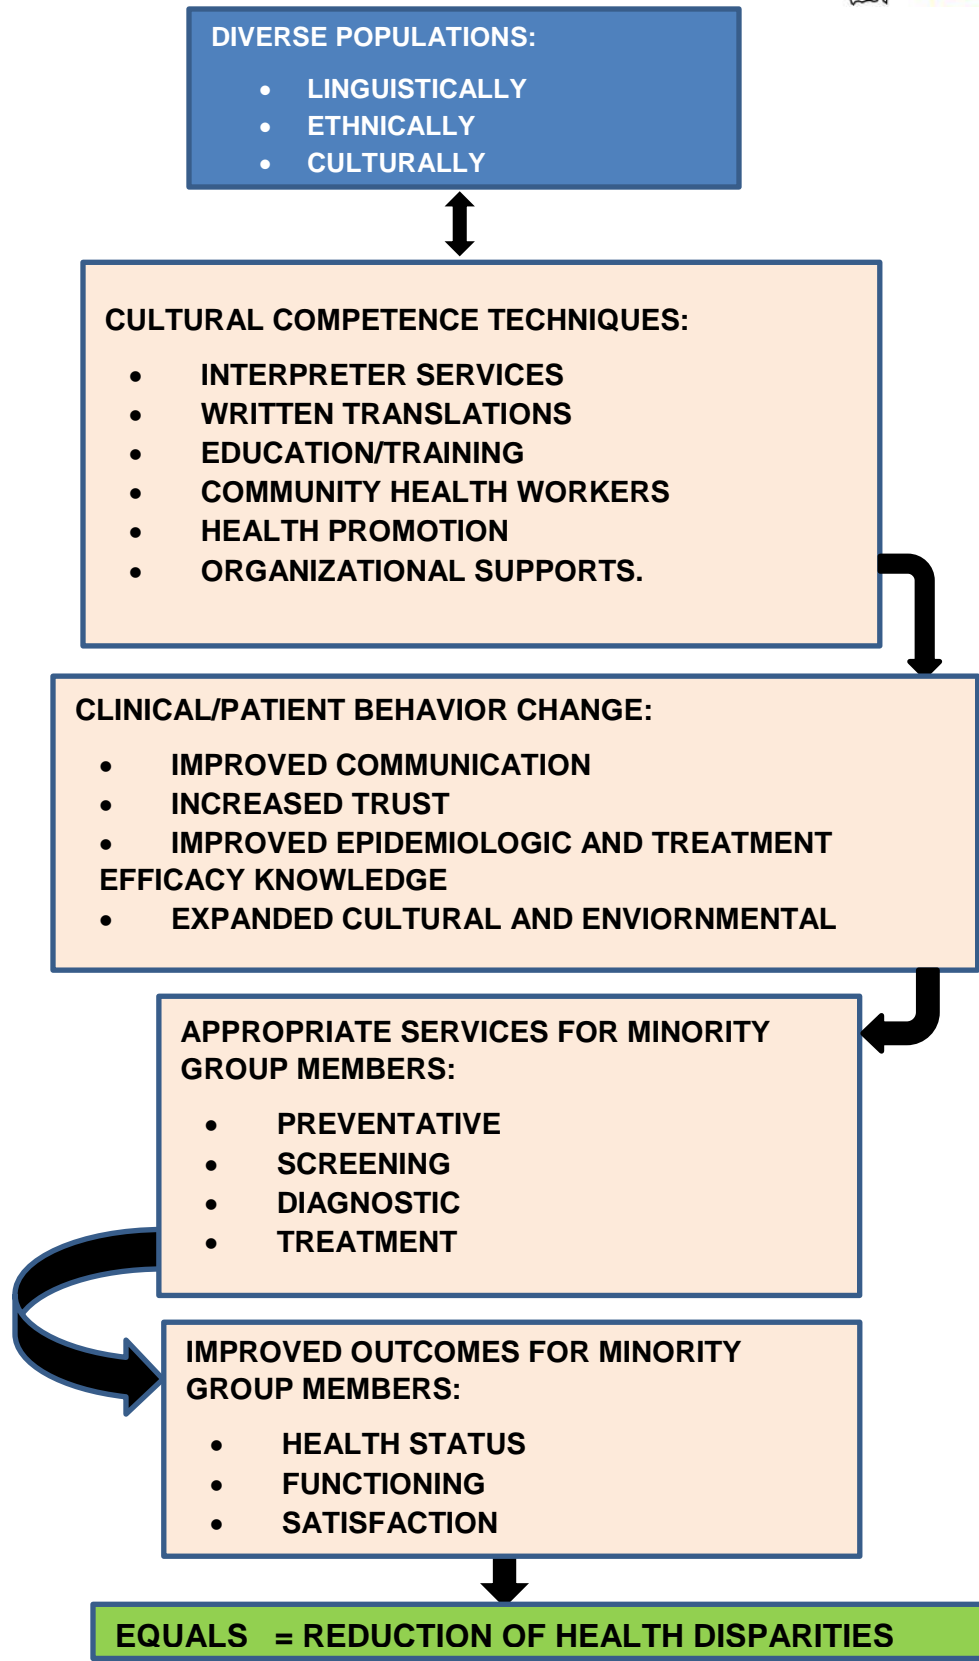 DIVERSE POPULATIONS:
• LINGUISTICALLY
• ETHNICALLY
• CULTURALLY
CULTURAL COMPETENCE TECHNIQUES:
• INTERPRETER SERVICES
• WRITTEN TRANSLATIONS
• EDUCATION/TRAINING
• COMMUNITY HEALTH WORKERS
• HEALTH PROMOTION
• ORGANIZATIONAL SUPPORTS.
CLINICAL/PATIENT BEHAVIOR CHANGE:
• IMPROVED COMMUNICATION
• INCREASED TRUST
• IMPROVED EPIDEMIOLOGIC AND TREATMENT
EFFICACY KNOWLEDGE
• EXPANDED CULTURAL AND ENVIORNMENTAL
APPROPRIATE SERVICES FOR MINORITY
GROUP MEMBERS:
• PREVENTATIVE
• SCREENING
• DIAGNOSTIC
• TREATMENT
IMPROVED OUTCOMES FOR MINORITY
GROUP MEMBERS:
• HEALTH STATUS
• FUNCTIONING
• SATISFACTION
EQUALS = REDUCTION OF HEALTH DISPARITIES